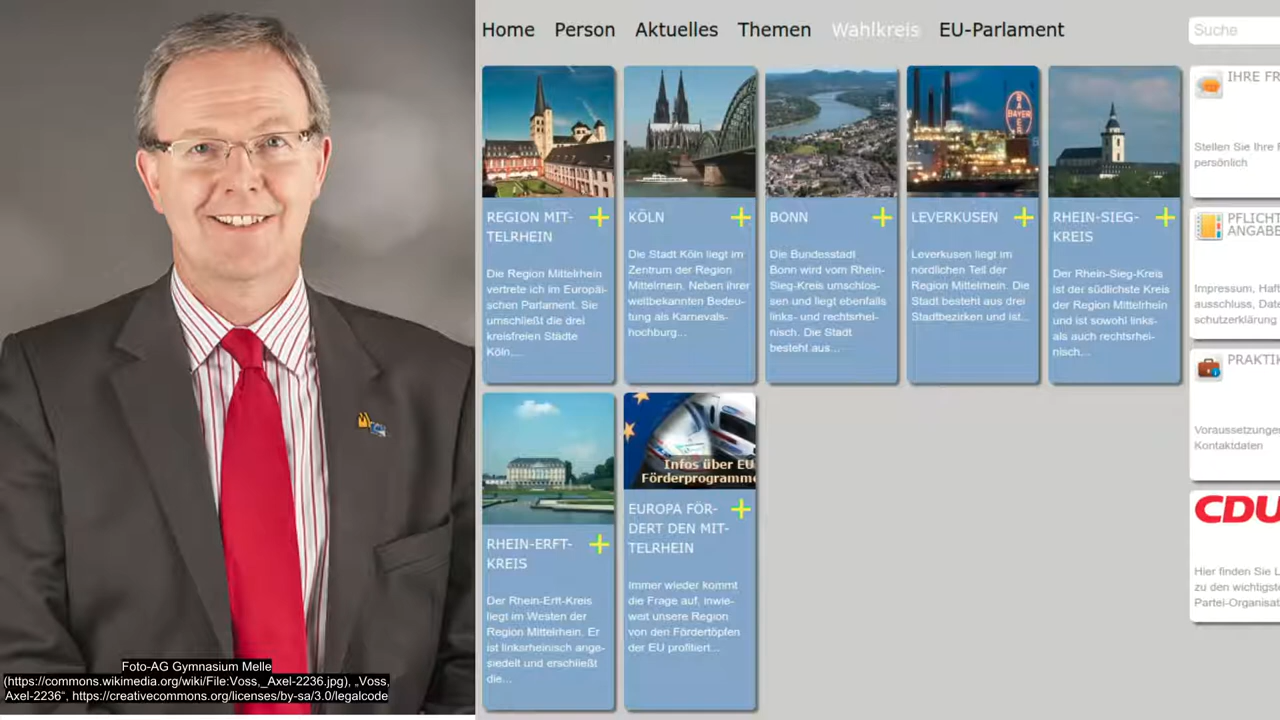 Home Person Aktuelles Themen Wahlkreis EU-Parlament
Suche
REGION MIT-
TELRHEIN
Die Region Mittelrhein
vertrete ich im Europäi-
schen Parlament. Sie
umschließt die drei
kreisfreien Städte
Köln,...
KÖLN
Die Stadt Köln liegt im
Zentrum der Region
Mittelrhein. Neben ihrer
weltbekannten Bedeu-
tung als Karnevals-
hochburg...
BONN
Die Bundesstadt
Bonn wird vom Rhein-
Sieg-Kreis umschlos-
sen und liegt ebenfalls
links- und rechtsrhei-
nisch. Die Stadt
besteht aus...
BAYER
BAYER
LEVERKUSEN
Leverkusen liegt im
nördlichen Teil der
Region Mittelrhein. Die
Stadt besteht aus drei
Stadtbezirken und ist...
RHEIN-SIEG-
KREIS
Der Rhein-Sieg-Kreis
ist der südlichste Kreis
der Region Mittelrhein
und ist sowohl links-
als auch rechtsrhei-
nisch...
RHEIN-ERFT-
KREIS
Der Rhein-Erft-Kreis
liegt im Westen der
Region Mittelrhein. Er
ist linksrheinisch ange-
siedelt und erschließt
die...
Infos über EU
Förderprogramme
EUROPA FÖR-
DERT DEN MIT-
TELRHEIN
Immer wieder kommt
die Frage auf, inwie-
weit unsere Region
von den Fördertöpfen
der EU profitiert...
IHRE FR
Stellen Sie Ihre F
persönlich
PFLICHT
ANGABE
Impressum, Haft
ausschluss, Date
schutzerklärung
PRAKTIK
Voraussetzungen
Kontaktdaten
CDU
Hier finden Sie L
zu den wichtigste
Partei-Organisat
Foto-AG Gymnasium Melle
(https://commons.wikimedia.org/wiki/File:Voss,_Axel-2236.jpg), „Voss,
Axel-2236“, https://creativecommons.org/licenses/by-sa/3.0/legalcode